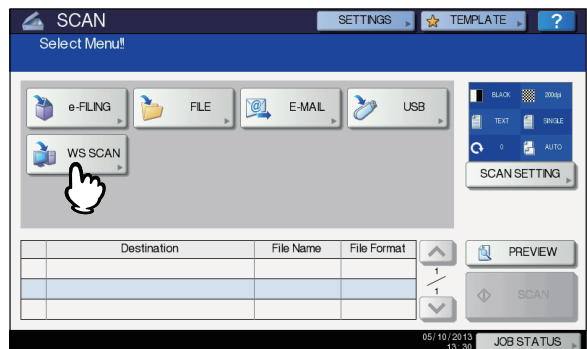 SCAN SETTINGS TEMPLATE ?
Select Menu!!
e-FILING FILE E-MAIL USB
WS SCAN
BLACK 200dpi
TEXT SINGLE
0 AUTO
SCAN SETTING
Destination File Name File Format
PREVIEW
1
1
SCAN
05/10/2013
13:30
JOB STATUS